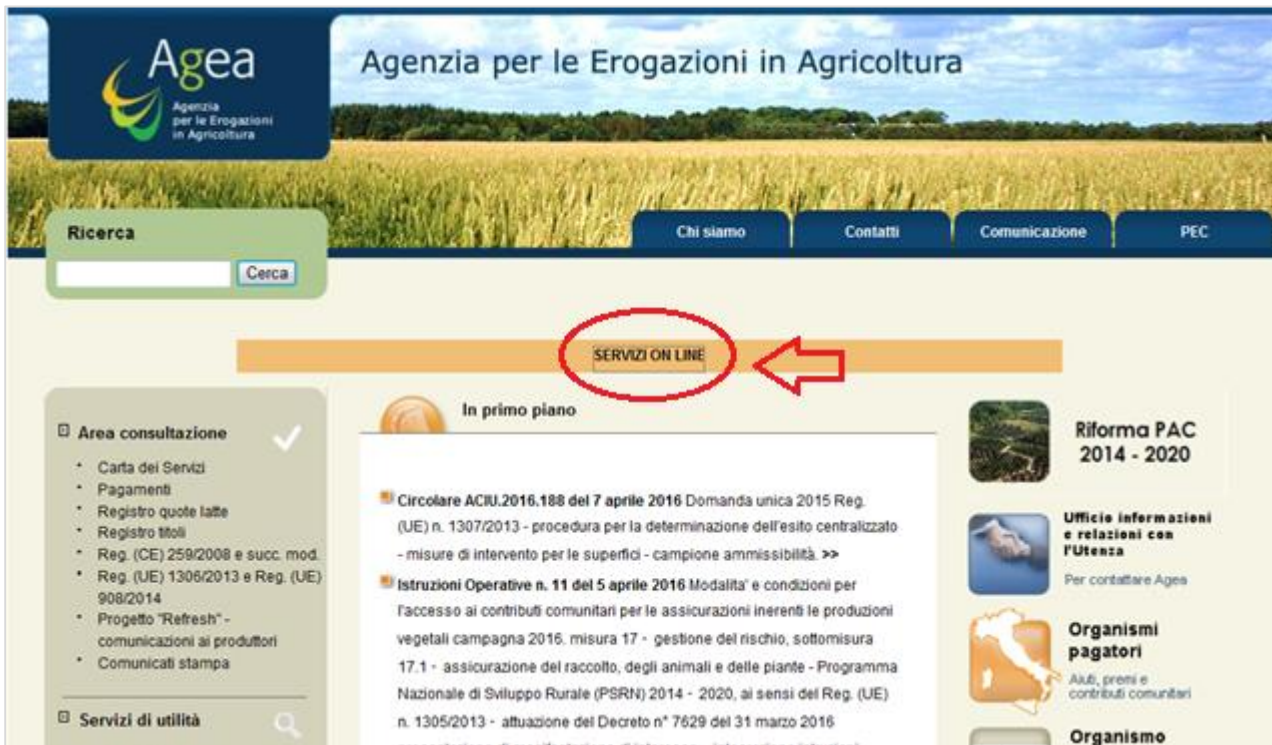 Agea
Agenzia
per le Erogazioni
in Agricoltura
Agenzia per le Erogazioni in Agricoltura
Ricerca
Cerca
Chi siamo
Contatti
Comunicazione
PEC
SERVIZI ON LINE
Area consultazione
Carta dei Servizi
Pagamenti
Registro quote latte
Registro titoli
Reg. (CE) 259/2008 e succ. mod.
Reg. (UE) 1306/2013 e Reg. (UE)
908/2014
Progetto "Refresh" -
comunicazioni ai produttori
Comunicati stampa
Servizi di utilità
In primo piano
Circolare ACIU.2016.188 del 7 aprile 2016 Domanda unica 2015 Reg.
(UE) n. 1307/2013 - procedura per la determinazione dell'esito centralizzato
- misure di intervento per le superfici - campione ammissibilità. >>
Istruzioni Operative n. 11 del 5 aprile 2016 Modalita' e condizioni per
l'accesso ai contributi comunitari per le assicurazioni inerenti le produzioni
vegetali campagna 2016. misura 17 - gestione del rischio, sottomisura
17.1 - assicurazione del raccolto, degli animali e delle piante - Programma
Nazionale di Sviluppo Rurale (PSRN) 2014 - 2020, ai sensi del Reg. (UE)
n. 1305/2013 - attuazione del Decreto n° 7629 del 31 marzo 2016
Riforma PAC
2014 - 2020
Ufficio informazioni
e relazioni con
l'Utenza
Per contattare Agea
Organismi
pagatori
Aiuti, premi e
contributi comunitari
Organismo